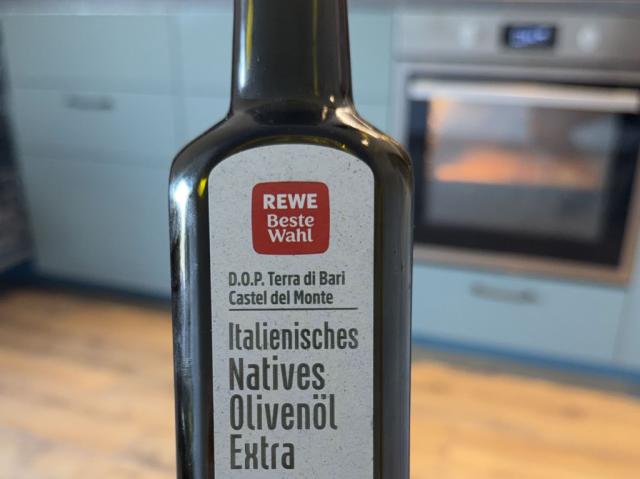 REWE
Beste
Wahl
D.O.P. Terra di Bari
Castel del Monte
Italienisches
Natives
Olivenöl
Extra